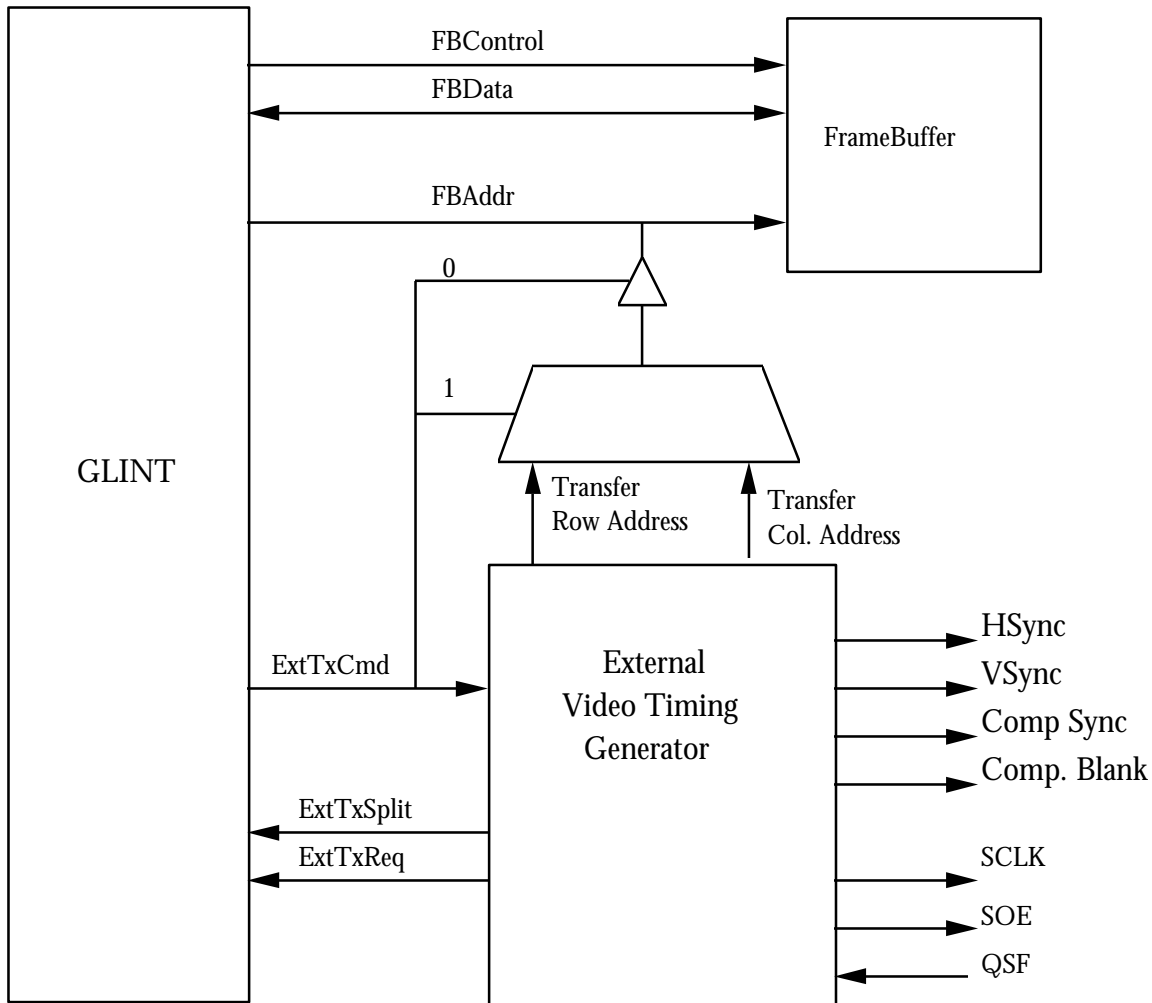 FBControl
FBData
FrameBuffer
FBAddr
0
1
GLINT
Transfer
Row Address
Transfer
Col. Address
ExtTxCmd
External
Video Timing
Generator
HSync
VSync
Comp Sync
Comp. Blank
ExtTxSplit
ExtTxReq
SCLK
SOE
QSF